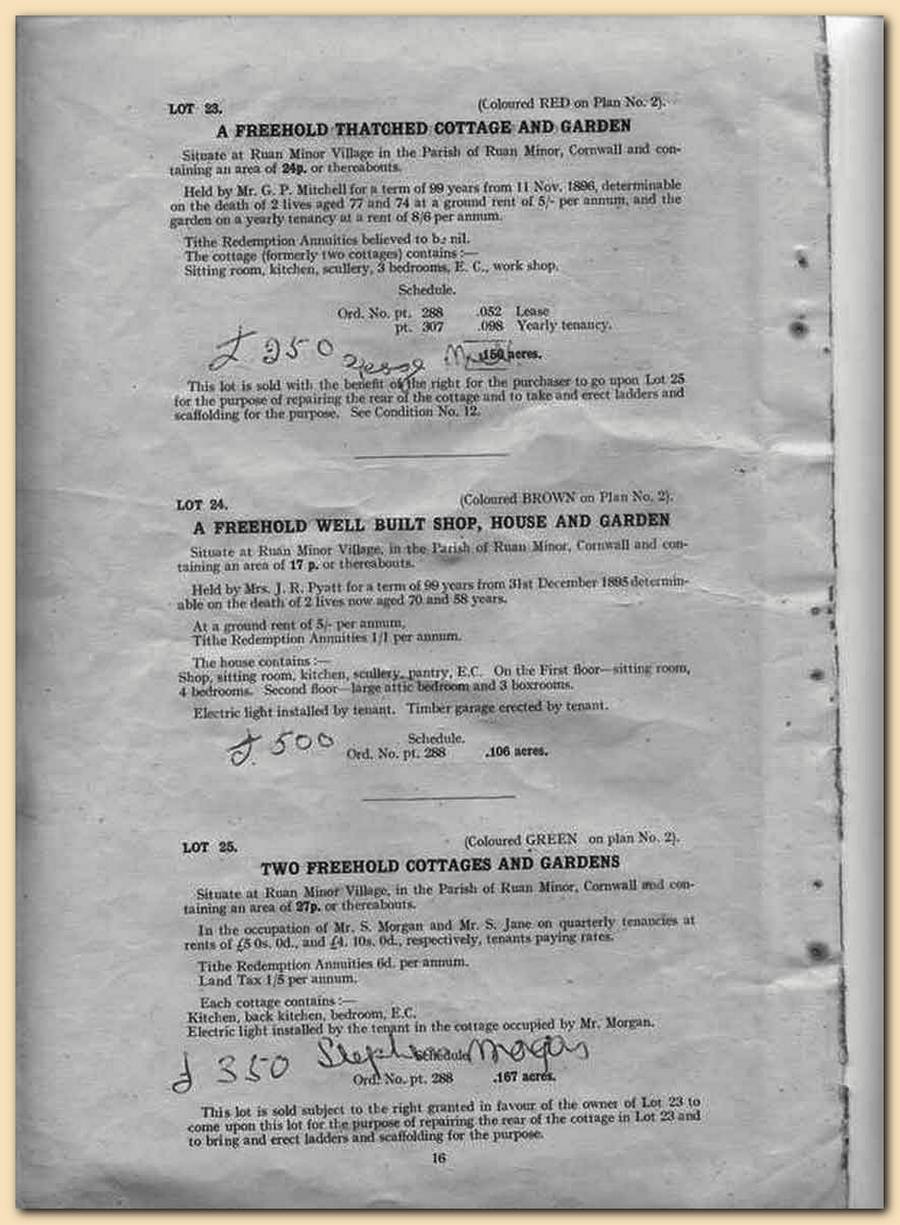 LOT 23. (Coloured RED on Plan No. 2).
A FREEHOLD THATCHED COTTAGE AND GARDEN
Situate at Ruan Minor Village in the Parish of Ruan Minor, Cornwall and con-
taining an area of 24p. or thereabouts.
Held by Mr. G. P. Mitchell for a term of 99 years from 11 Nov. 1896, determinable
on the death of 2 lives aged 77 and 74 at a ground rent of 5/- per annum, and the
garden on a yearly tenancy at a rent of 8/6 per annum.
Tithe Redemption Annuities believed to be nil.
The cottage (formerly two cottages) contains :—
Sitting room, kitchen, scullery, 3 bedrooms, E. C., work shop.
Schedule.
Ord. No. pt. 288 .052 Lease
pt. 307 .098 Yearly tenancy.
£ 250 .150 acres.
This lot is sold with the benefit of the right for the purchaser to go upon Lot 25
for the purpose of repairing the rear of the cottage and to take and erect ladders and
scaffolding for the purpose. See Condition No. 12.
LOT 24. (Coloured BROWN on Plan No. 2).
A FREEHOLD WELL BUILT SHOP, HOUSE AND GARDEN
Situate at Ruan Minor Village, in the Parish of Ruan Minor, Cornwall and con-
taining an area of 17 p. or thereabouts.
Held by Mrs. J. R. Pyatt for a term of 99 years from 31st December 1895 determin-
able on the death of 2 lives now aged 70 and 58 years.
At a ground rent of 5/- per annum,
Tithe Redemption Annuities 1/1 per annum.
The house contains :—
Shop, sitting room, kitchen, scullery, pantry, E.C. On the First floor—sitting room,
4 bedrooms. Second floor—large attic bedroom and 3 boxrooms.
Electric light installed by tenant. Timber garage erected by tenant.
Schedule.
£ 500 Ord. No. pt. 288 .106 acres.
LOT 25. (Coloured GREEN on plan No. 2).
TWO FREEHOLD COTTAGES AND GARDENS
Situate at Ruan Minor Village, in the Parish of Ruan Minor, Cornwall and con-
taining an area of 27p. or thereabouts.
In the occupation of Mr. S. Morgan and Mr. S. Jane on quarterly tenancies at
rents of £5 0s. 0d., and £4. 10s. 0d., respectively, tenants paying rates.
Tithe Redemption Annuities 6d. per annum.
Land Tax 1/5 per annum.
Each cottage contains :—
Kitchen, back kitchen, bedroom, E.C.
Electric light installed by the tenant in the cottage occupied by Mr. Morgan.
£ 350 Schedule
Ord. No. pt. 288 .167 acres.
This lot is sold subject to the right granted in favour of the owner of Lot 23 to
come upon this lot for the purpose of repairing the rear of the cottage in Lot 23 and
to bring and erect ladders and scaffolding for the purpose.
16